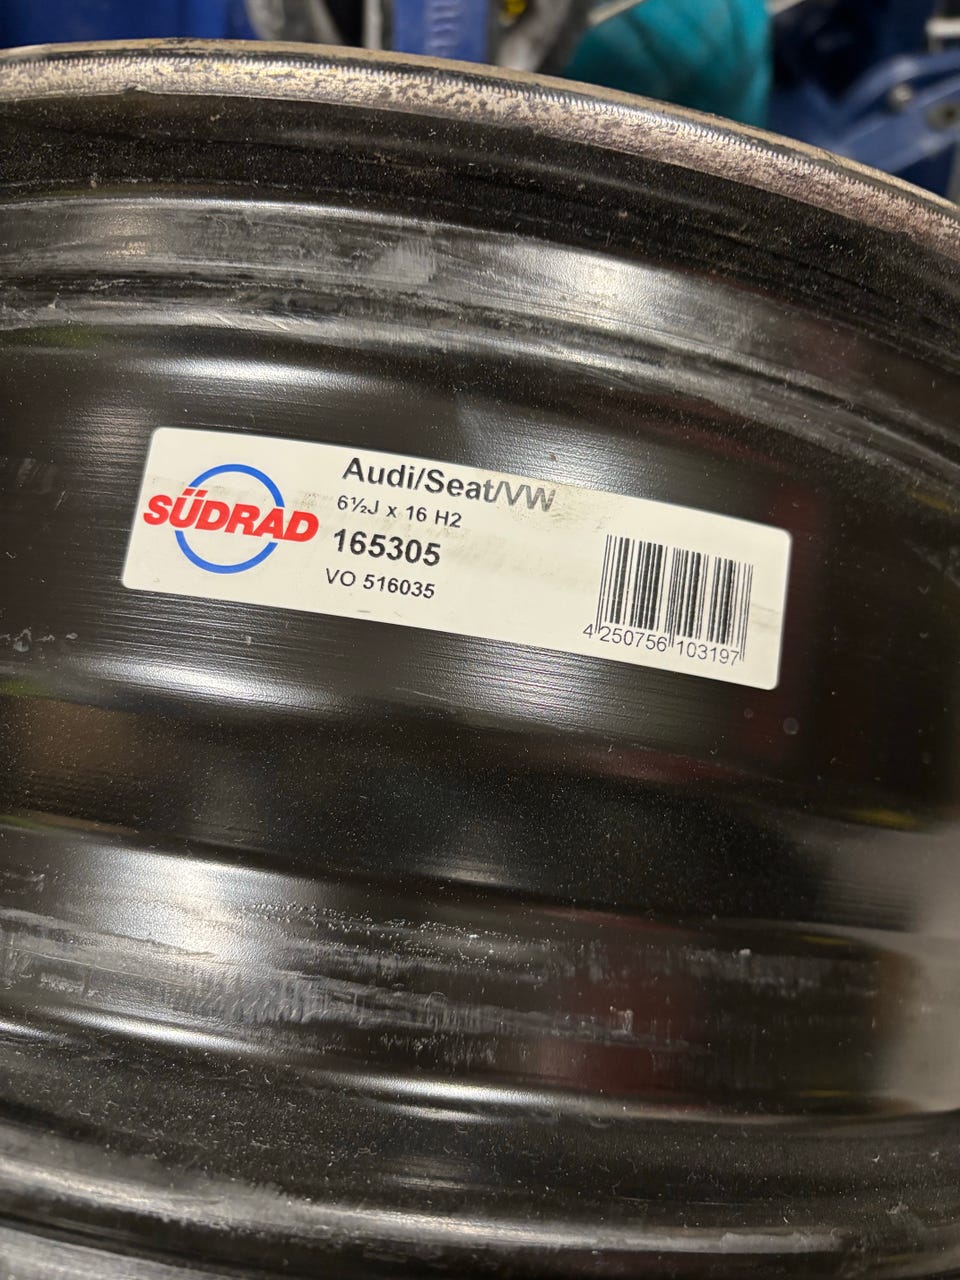 SÜDRAD
Audi/Seat/VW
6½J x 16 H2
165305
VO 516035
4 250756 103197